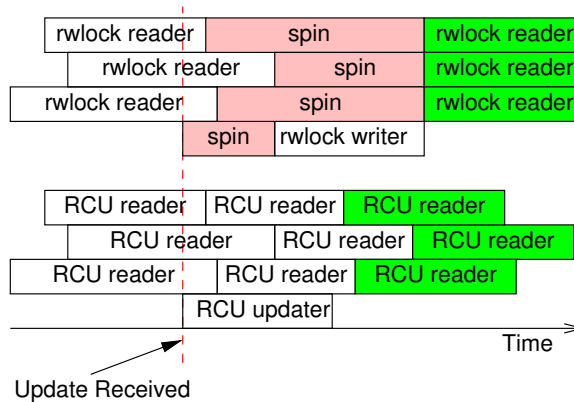 rwlock reader spin rwlock reader
rwlock reader spin rwlock reader
rwlock reader spin rwlock reader
spin rwlock writer
RCU reader RCU reader RCU reader
RCU reader RCU reader RCU reader
RCU reader RCU reader RCU reader
RCU updater
Time
Update Received